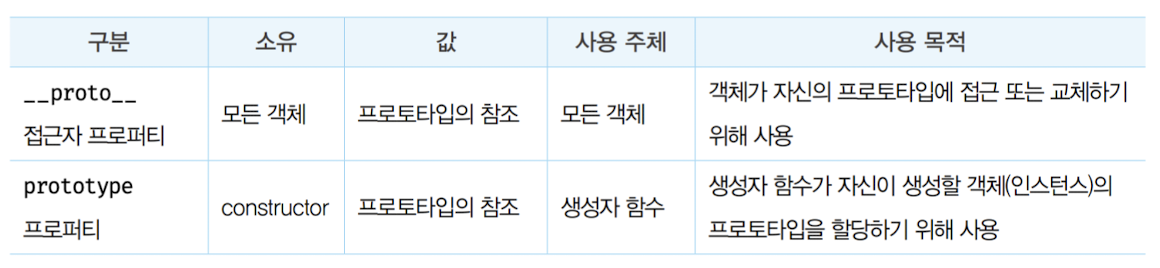 구분 소유 값 사용 주체 사용 목적
__proto__
접근자 프로퍼티
모든 객체
프로토타입의 참조
모든 객체
객체가 자신의 프로토타입에 접근 또는 교체하기
위해 사용
prototype
프로퍼티
constructor
프로토타입의 참조
생성자 함수
생성자 함수가 자신이 생성할 객체(인스턴스)의
프로토타입을 할당하기 위해 사용